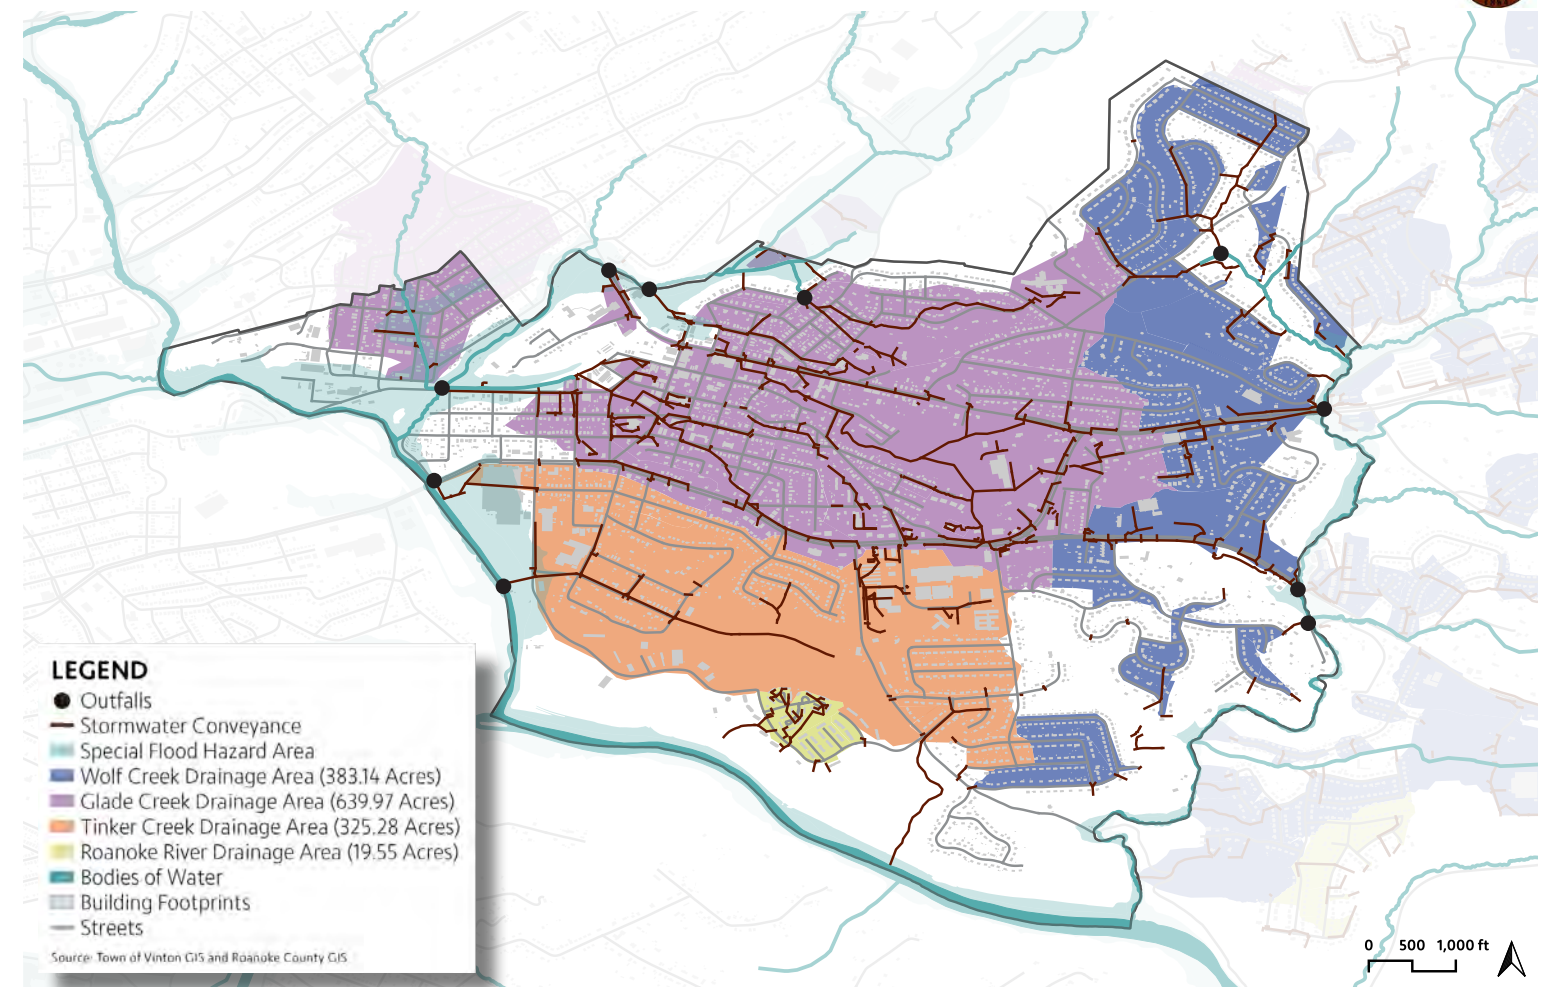 LEGEND
Outfalls
Stormwater Conveyance
Special Flood Hazard Area
Wolf Creek Drainage Area (383.14 Acres)
Glade Creek Drainage Area (639.97 Acres)
Tinker Creek Drainage Area (325.28 Acres)
Roanoke River Drainage Area (19.55 Acres)
Bodies of Water
Building Footprints
Streets
Source: Town of Vinton GIS and Roanoke County GIS
0 500 1,000 ft